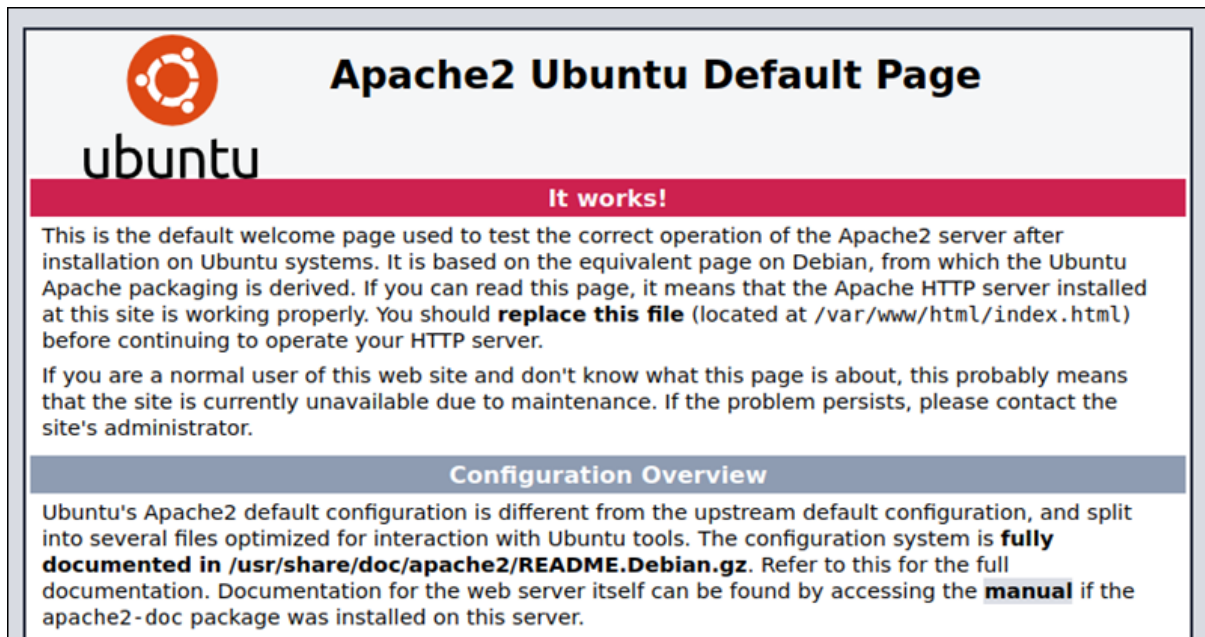 Apache2 Ubuntu Default Page
ubuntu
It works!
This is the default welcome page used to test the correct operation of the Apache2 server after
installation on Ubuntu systems. It is based on the equivalent page on Debian, from which the Ubuntu
Apache packaging is derived. If you can read this page, it means that the Apache HTTP server installed
at this site is working properly. You should replace this file (located at /var/www/html/index.html)
before continuing to operate your HTTP server.
If you are a normal user of this web site and don't know what this page is about, this probably means
that the site is currently unavailable due to maintenance. If the problem persists, please contact the
site's administrator.
Configuration Overview
Ubuntu's Apache2 default configuration is different from the upstream default configuration, and split
into several files optimized for interaction with Ubuntu tools. The configuration system is fully
documented in /usr/share/doc/apache2/README.Debian.gz. Refer to this for the full
documentation. Documentation for the web server itself can be found by accessing the manual if the
apache2-doc package was installed on this server.